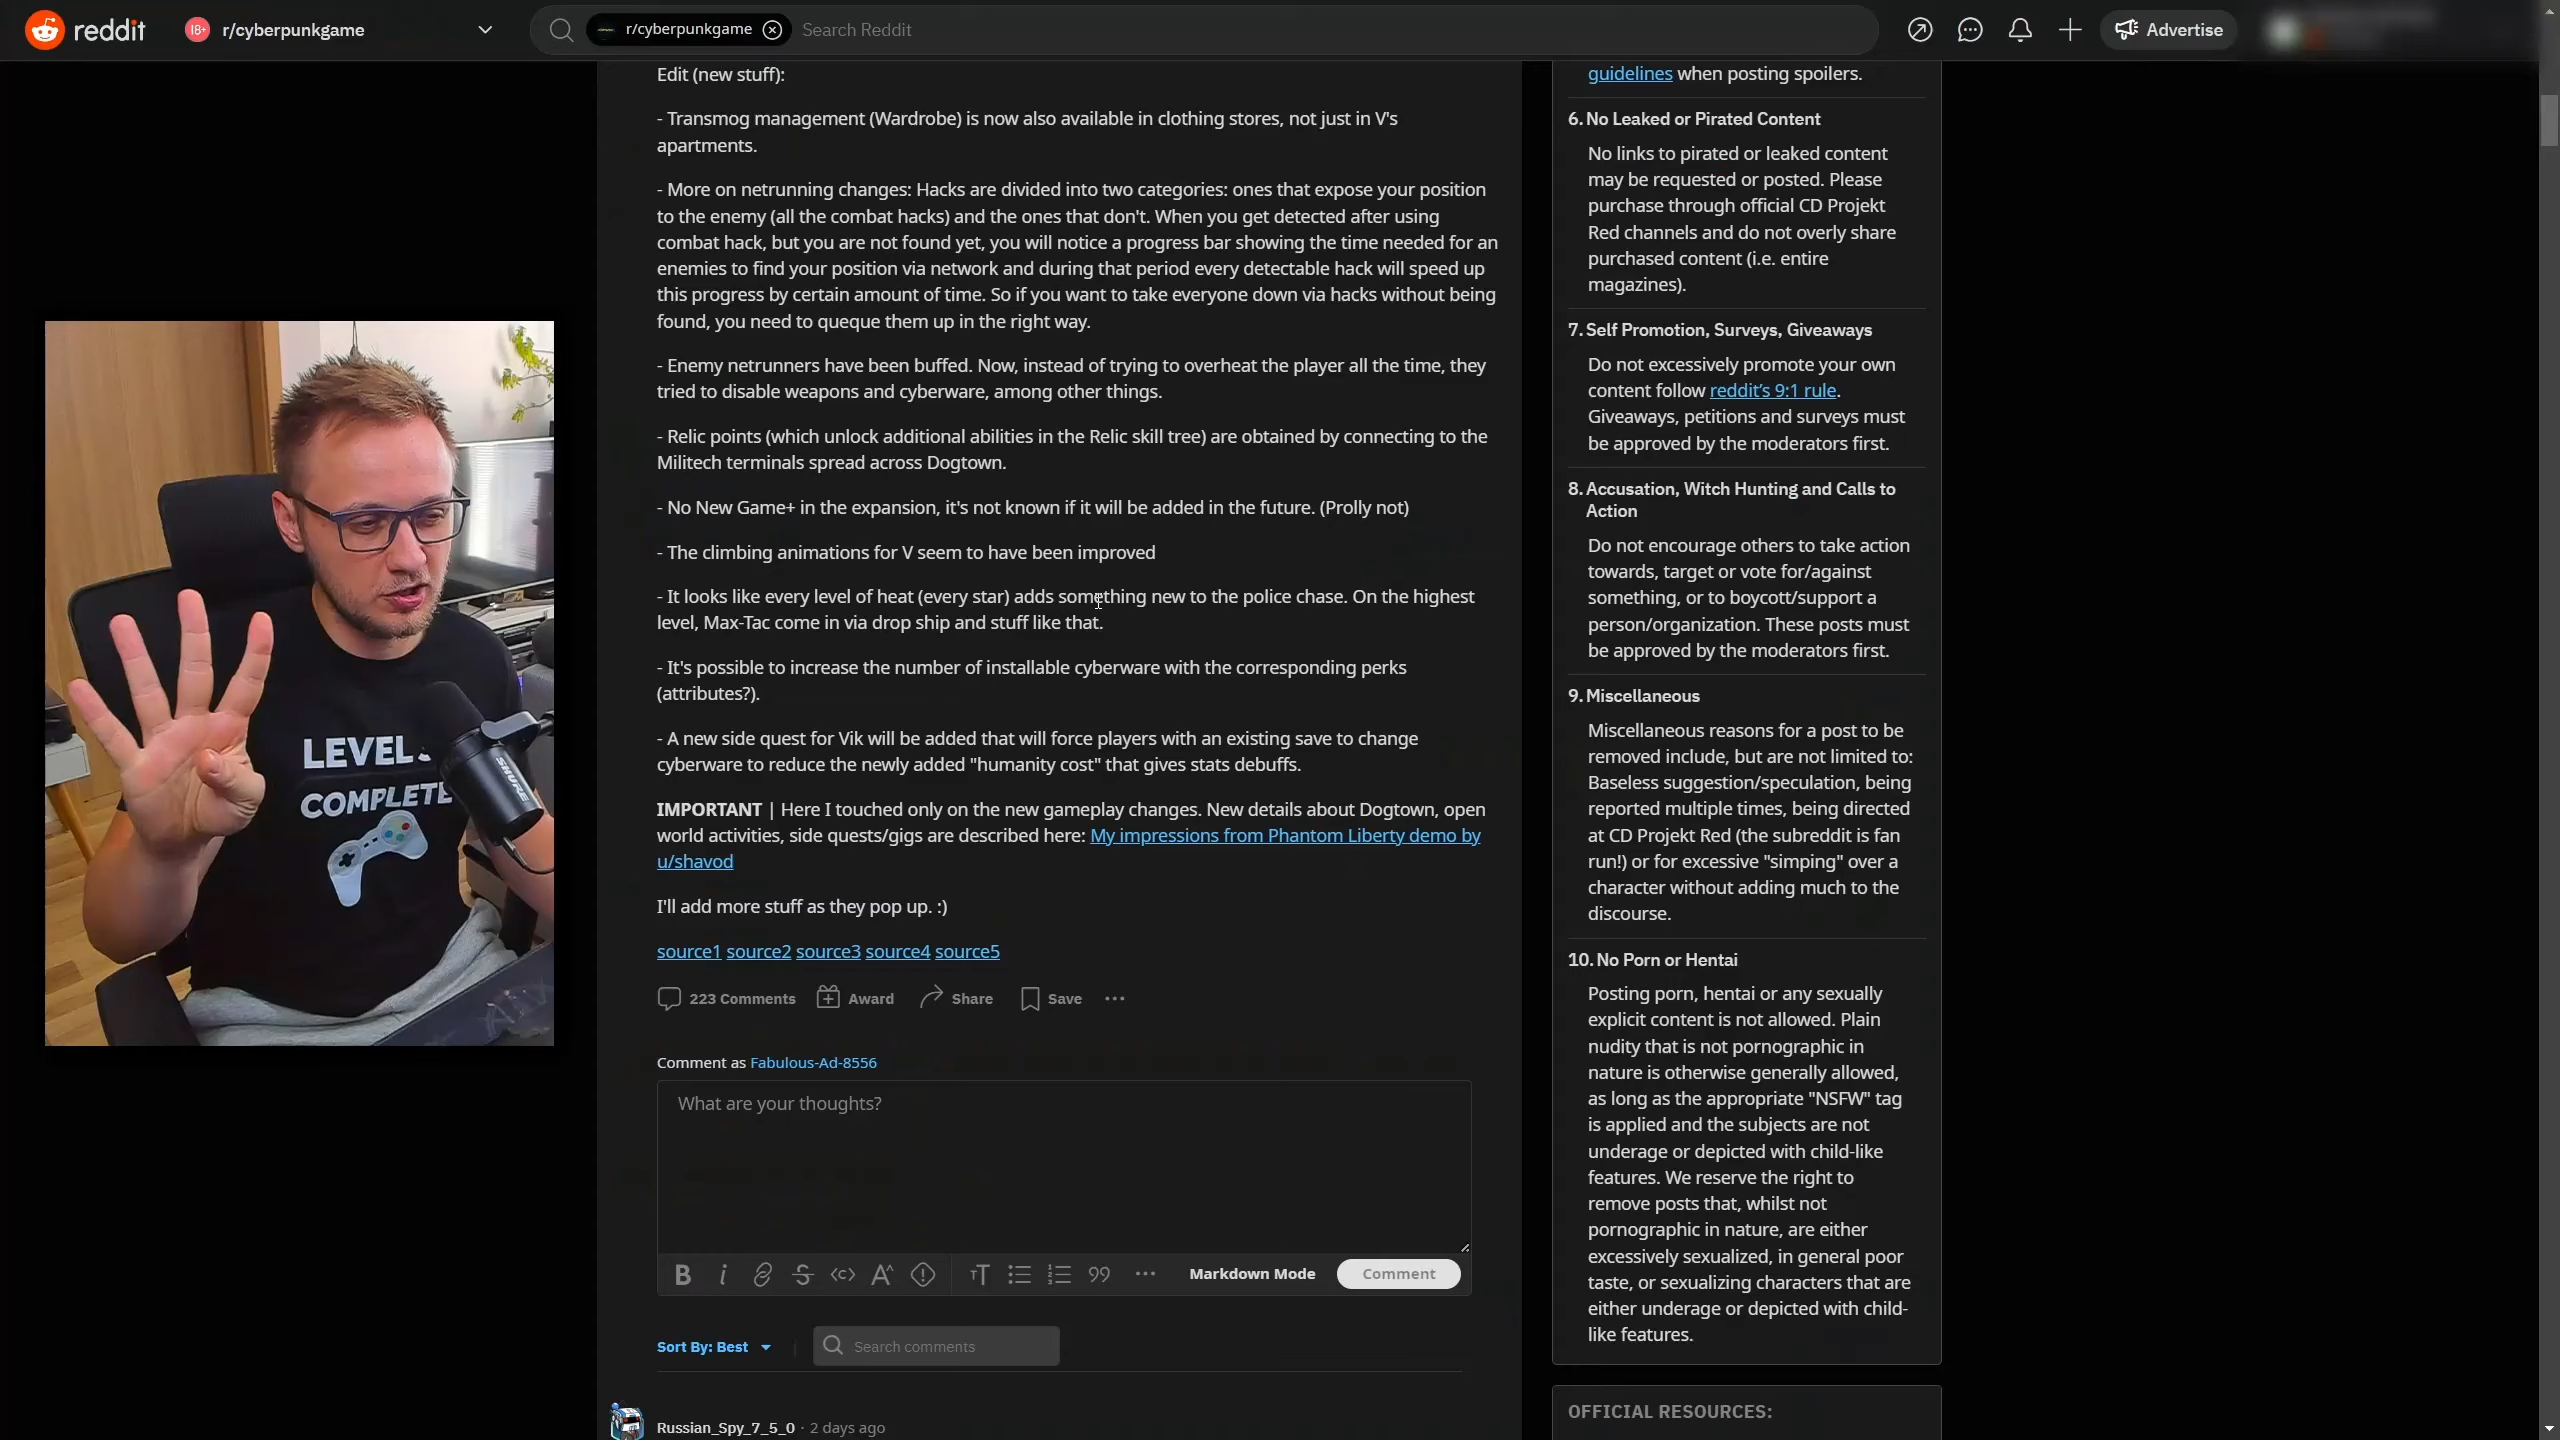 reddit
18+
r/cyberpunkgame
r/cyberpunkgame
Search Reddit
Advertise
Edit (new stuff):
- Transmog management (Wardrobe) is now also available in clothing stores, not just in V's
apartments.
- More on netrunning changes: Hacks are divided into two categories: ones that expose your position
to the enemy (all the combat hacks) and the ones that don't. When you get detected after using
combat hack, but you are not found yet, you will notice a progress bar showing the time needed for an
enemies to find your position via network and during that period every detectable hack will speed up
this progress by certain amount of time. So if you want to take everyone down via hacks without being
found, you need to queque them up in the right way.
- Enemy netrunners have been buffed. Now, instead of trying to overheat the player all the time, they
tried to disable weapons and cyberware, among other things.
- Relic points (which unlock additional abilities in the Relic skill tree) are obtained by connecting to the
Militech terminals spread across Dogtown.
- No New Game+ in the expansion, it's not known if it will be added in the future. (Prolly not)
- The climbing animations for V seem to have been improved
- It looks like every level of heat (every star) adds something new to the police chase. On the highest
level, Max-Tac come in via drop ship and stuff like that.
- It's possible to increase the number of installable cyberware with the corresponding perks
(attributes?).
- A new side quest for Vik will be added that will force players with an existing save to change
cyberware to reduce the newly added "humanity cost" that gives stats debuffs.
IMPORTANT | Here I touched only on the new gameplay changes. New details about Dogtown, open
world activities, side quests/gigs are described here: My impressions from Phantom Liberty demo by
u/shavod
I'll add more stuff as they pop up. :)
source1 source2 source3 source4 source5
223 Comments Award Share Save
Comment as Fabulous-Ad-8556
What are your thoughts?
Markdown Mode
Comment
Sort By: Best
Search comments
Russian_Spy_7_5_0 · 2 days ago
guidelines when posting spoilers.
6. No Leaked or Pirated Content
No links to pirated or leaked content
may be requested or posted. Please
purchase through official CD Projekt
Red channels and do not overly share
purchased content (i.e. entire
magazines).
7. Self Promotion, Surveys, Giveaways
Do not excessively promote your own
content follow reddit's 9:1 rule.
Giveaways, petitions and surveys must
be approved by the moderators first.
8. Accusation, Witch Hunting and Calls to
Action
Do not encourage others to take action
towards, target or vote for/against
something, or to boycott/support a
person/organization. These posts must
be approved by the moderators first.
9. Miscellaneous
Miscellaneous reasons for a post to be
removed include, but are not limited to:
Baseless suggestion/speculation, being
reported multiple times, being directed
at CD Projekt Red (the subreddit is fan
run!) or for excessive "simping" over a
character without adding much to the
discourse.
10. No Porn or Hentai
Posting porn, hentai or any sexually
explicit content is not allowed. Plain
nudity that is not pornographic in
nature is otherwise generally allowed,
as long as the appropriate "NSFW" tag
is applied and the subjects are not
underage or depicted with child-like
features. We reserve the right to
remove posts that, whilst not
pornographic in nature, are either
excessively sexualized, in general poor
taste, or sexualizing characters that are
either underage or depicted with child-
like features.
OFFICIAL RESOURCES:
LEVEL
COMPLETE
SHURE